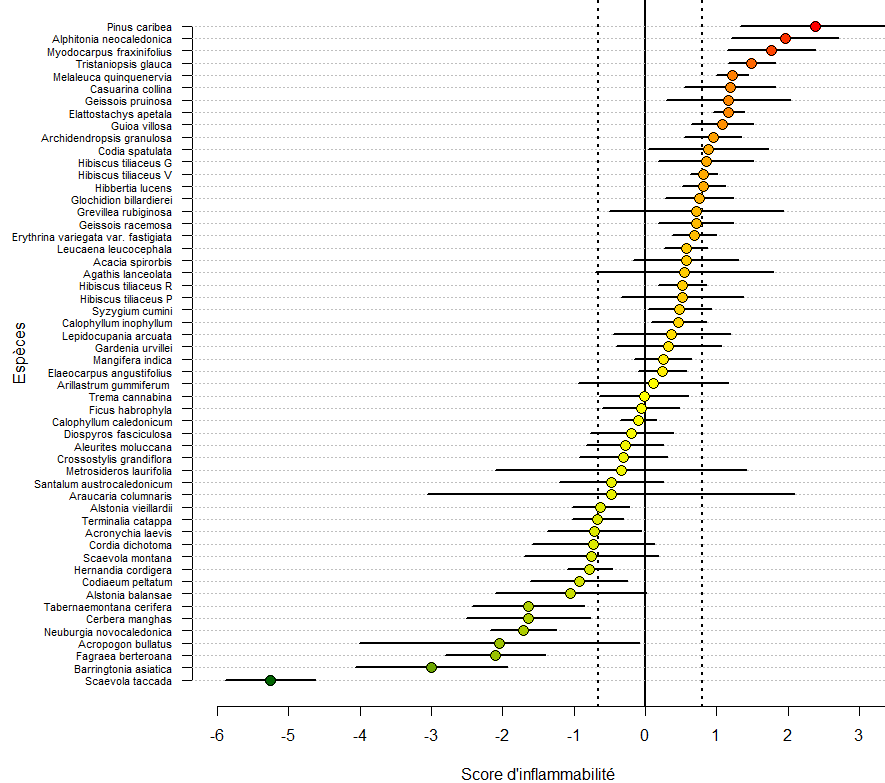 Pinus caribea
Alphitonia neocaledonica
Myodocarpus fraxinifolius
Tristaniopsis glauca
Melaleuca quinquenervia
Casuarina collina
Geissois pruinosa
Elattostachys apetala
Guioa villosa
Archidendropsis granulosa
Codia spatulata
Hibiscus tiliaceus G
Hibiscus tiliaceus V
Hibbertia lucens
Glochidion billardierei
Grevillea rubiginosa
Geissois racemosa
Erythrina variegata var. fastigiata
Leucaena leucocephala
Acacia spirorbis
Agathis lanceolata
Hibiscus tiliaceus R
Hibiscus tiliaceus P
Syzygium cumini
Calophyllum inophyllum
Lepidocupania arcuata
Gardenia urvillei
Mangifera indica
Elaeocarpus angustifolius
Arillastrum gummiferum
Trema cannabina
Ficus habrophyla
Calophyllum caledonicum
Diospyros fasciculosa
Aleurites moluccana
Crossostylis grandiflora
Metrosideros laurifolia
Santalum austrocaledonicum
Araucaria columnaris
Alstonia vieillardii
Terminalia catappa
Acronychia laevis
Cordia dichotoma
Scaevola montana
Hernandia cordigera
Codiaeum peltatum
Alstonia balansae
Tabernaemontana cerifera
Cerbera manghas
Neuburgia novocaledonica
Acropogon bullatus
Fagraea berteroana
Barringtonia asiatica
Scaevola taccada
Espèces
-6 -5 -4 -3 -2 -1 0 1 2 3
Score d'inflammabilité